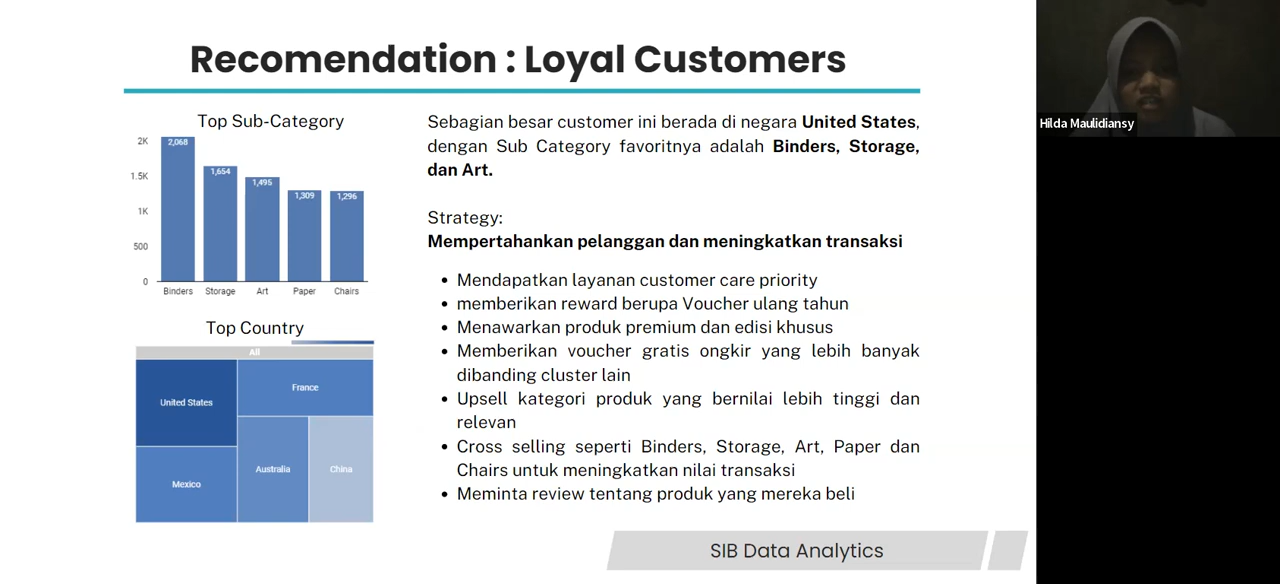 Recomendation : Loyal Customers
Top Sub-Category
2K
1.5K
1K
500
0
2,068
1,654
1,495
1,309
1,296
Binders
Storage
Art
Paper
Chairs
Top Country
All
United States
France
Mexico
Australia
China
Sebagian besar customer ini berada di negara United States,
dengan Sub Category favoritnya adalah Binders, Storage,
dan Art.
Strategy:
Mempertahankan pelanggan dan meningkatkan transaksi
• Mendapatkan layanan customer care priority
• memberikan reward berupa Voucher ulang tahun
• Menawarkan produk premium dan edisi khusus
• Memberikan voucher gratis ongkir yang lebih banyak
dibanding cluster lain
• Upsell kategori produk yang bernilai lebih tinggi dan
relevan
• Cross selling seperti Binders, Storage, Art, Paper dan
Chairs untuk meningkatkan nilai transaksi
• Meminta review tentang produk yang mereka beli
SIB Data Analytics
Hilda Maulidiansy